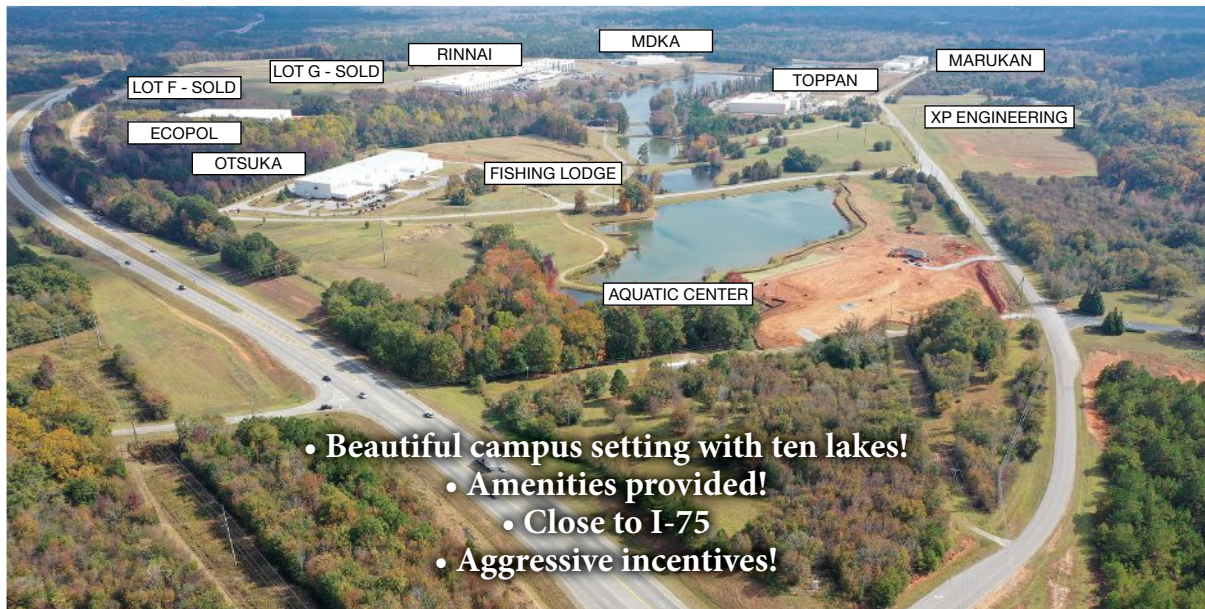 MDKA
RINNAI
MARUKAN
LOT G - SOLD
TOPPAN
LOT F - SOLD
XP ENGINEERING
ECOPOL
OTSUKA
FISHING LODGE
AQUATIC CENTER
• Beautiful campus setting with ten lakes!
• Amenities provided!
• Close to I-75
• Aggressive incentives!